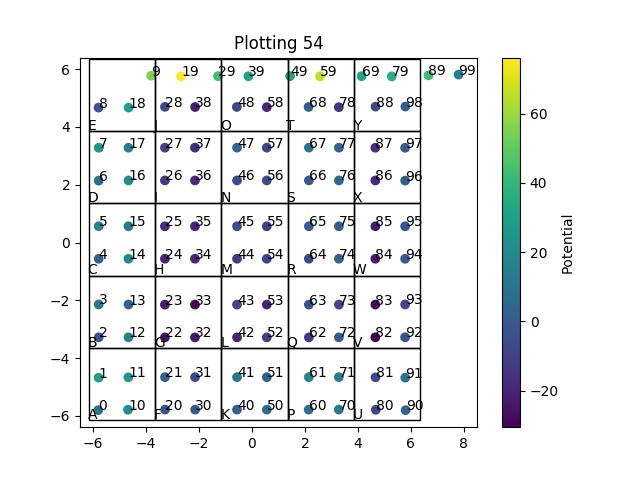 Plotting 54
6 9 19 29 39 49 59 69 79 89 99
8 18 28 38 48 58 68 78 88 98
4 E J O T Y
7 17 27 37 47 57 67 77 87 97
2 6 16 26 36 46 56 66 76 86 96
D I N S X
5 15 25 35 45 55 65 75 85 95
0 4 14 24 34 44 54 64 74 84 94
C H M R W
−2 3 13 23 33 43 53 63 73 83 93
2 12 22 32 42 52 62 72 82 92
B G L Q V
−4
1 11 21 31 41 51 61 71 81 91
0 10 20 30 40 50 60 70 80 90
−6 A F K P U
−6 −4 −2 0 2 4 6 8
60
40
20
0
−20
Potential